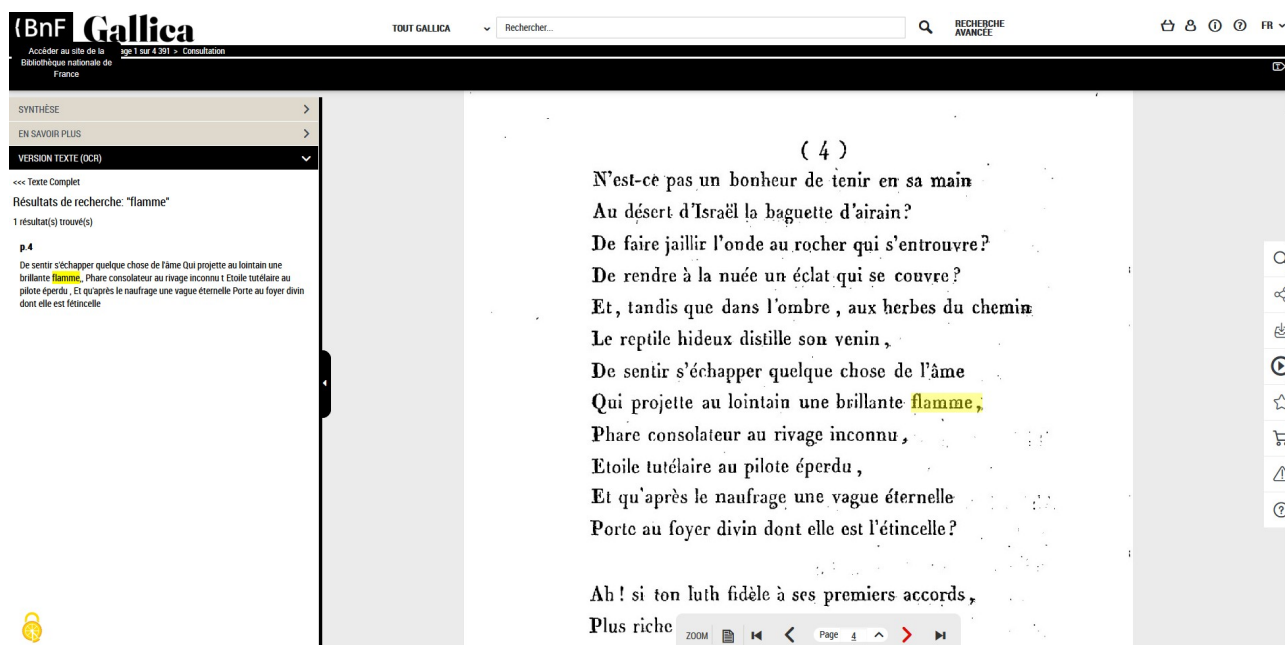 {BnF Gallica
TOUT GALLICA
Rechercher...
RECHERCHE
AVANCÉE
FR
Accéder au site de la
Bibliothèque nationale de
France
age 1 sur 4 391 > Consultation
SYNTHÈSE
EN SAVOIR PLUS
VERSION TEXTE (OCR)
<<< Texte Complet
Résultats de recherche: "flamme"
1 résultat(s) trouvé(s)
p.4
De sentir s'échapper quelque chose de l'âme Qui projette au lointain une
brillante flamme,, Phare consolateur au rivage inconnu t Etoile tutélaire au
pilote éperdu , Et qu'après le naufrage une vague éternelle Porte au foyer divin
dont elle est fétincelle
( 4 )
N'est-ce pas un bonheur de tenir en sa main
Au désert d'Israël la baguette d'airain?
De faire jaillir l'onde au rocher qui s'entrouvre?
De rendre à la nuée un éclat qui se couvre?
Et, tandis que dans l'ombre , aux herbes du chemin
Le reptile hideux distille son venin,
De sentir s'échapper quelque chose de l'âme
Qui projette au lointain une brillante flamme,
Phare consolateur au rivage inconnu,
Etoile tutélaire au pilote éperdu ,
Et qu'après le naufrage une vague éternelle
Porte au foyer divin dont elle est l'étincelle?
Ah ! si ton luth fidèle à ses premiers accords,
Plus riche
ZOOM
Page 4